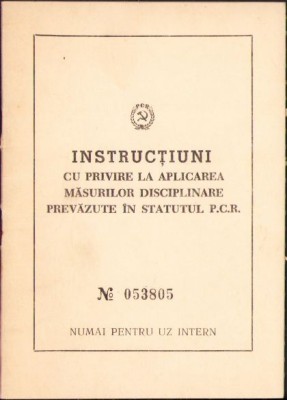 PCR
INSTRUCȚIUNI
CU PRIVIRE LA APLICAREA
MĂSURILOR DISCIPLINARE
PREVĂZUTE ÎN STATUTUL P.C.R.
№ 053805
NUMAI PENTRU UZ INTERN